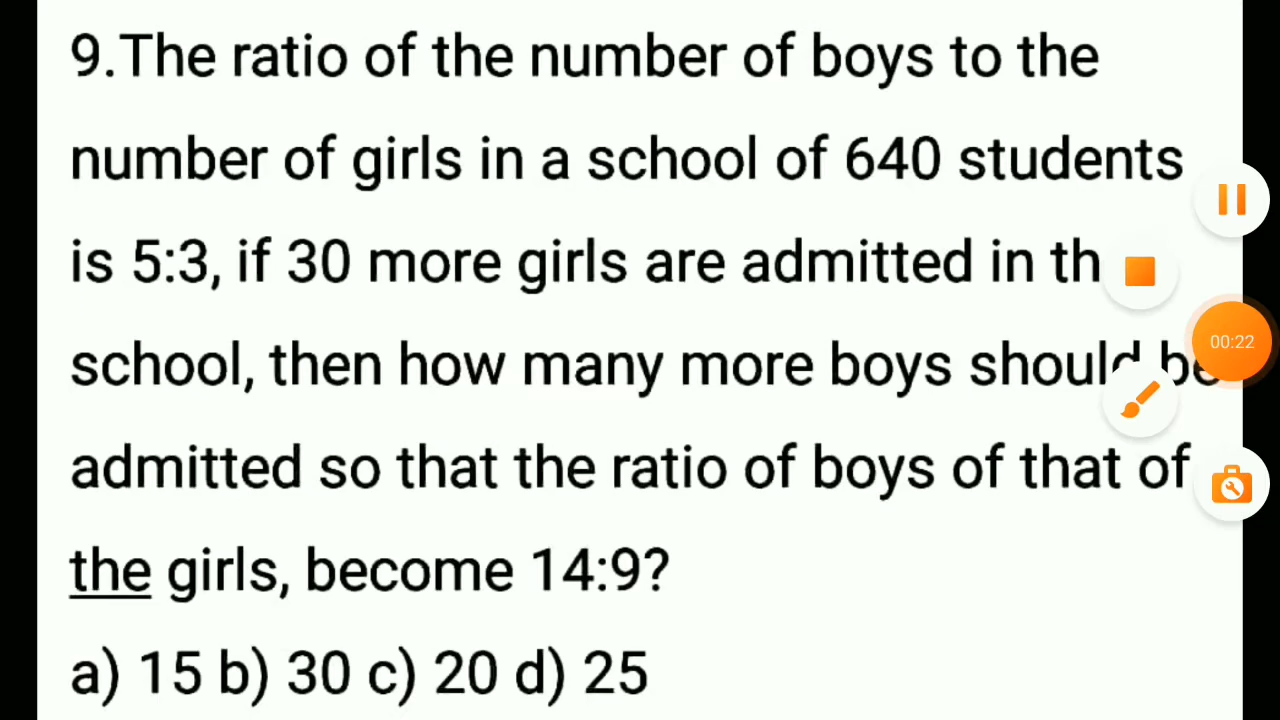 9.The ratio of the number of boys to the
number of girls in a school of 640 students
is 5:3, if 30 more girls are admitted in th
school, then how many more boys should be
admitted so that the ratio of boys of that of
the girls, become 14:9?
a) 15 b) 30 c) 20 d) 25
00:22